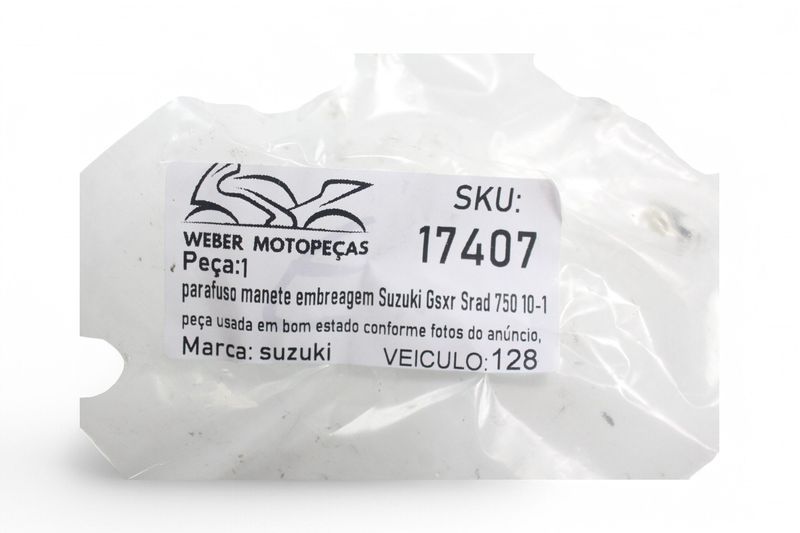 SKU:
17407
WEBER MOTOPEÇAS
Peça:1
parafuso manete embreagem Suzuki Gsxr Srad 750 10-1
peça usada em bom estado conforme fotos do anúncio,
Marca: suzuki VEICULO:128